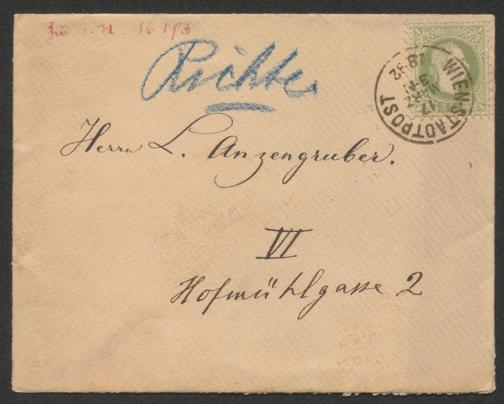 Richter
WIEN-STADTPOST
Herrn L. Anzengruber.
VI
Hofmühlgasse 2